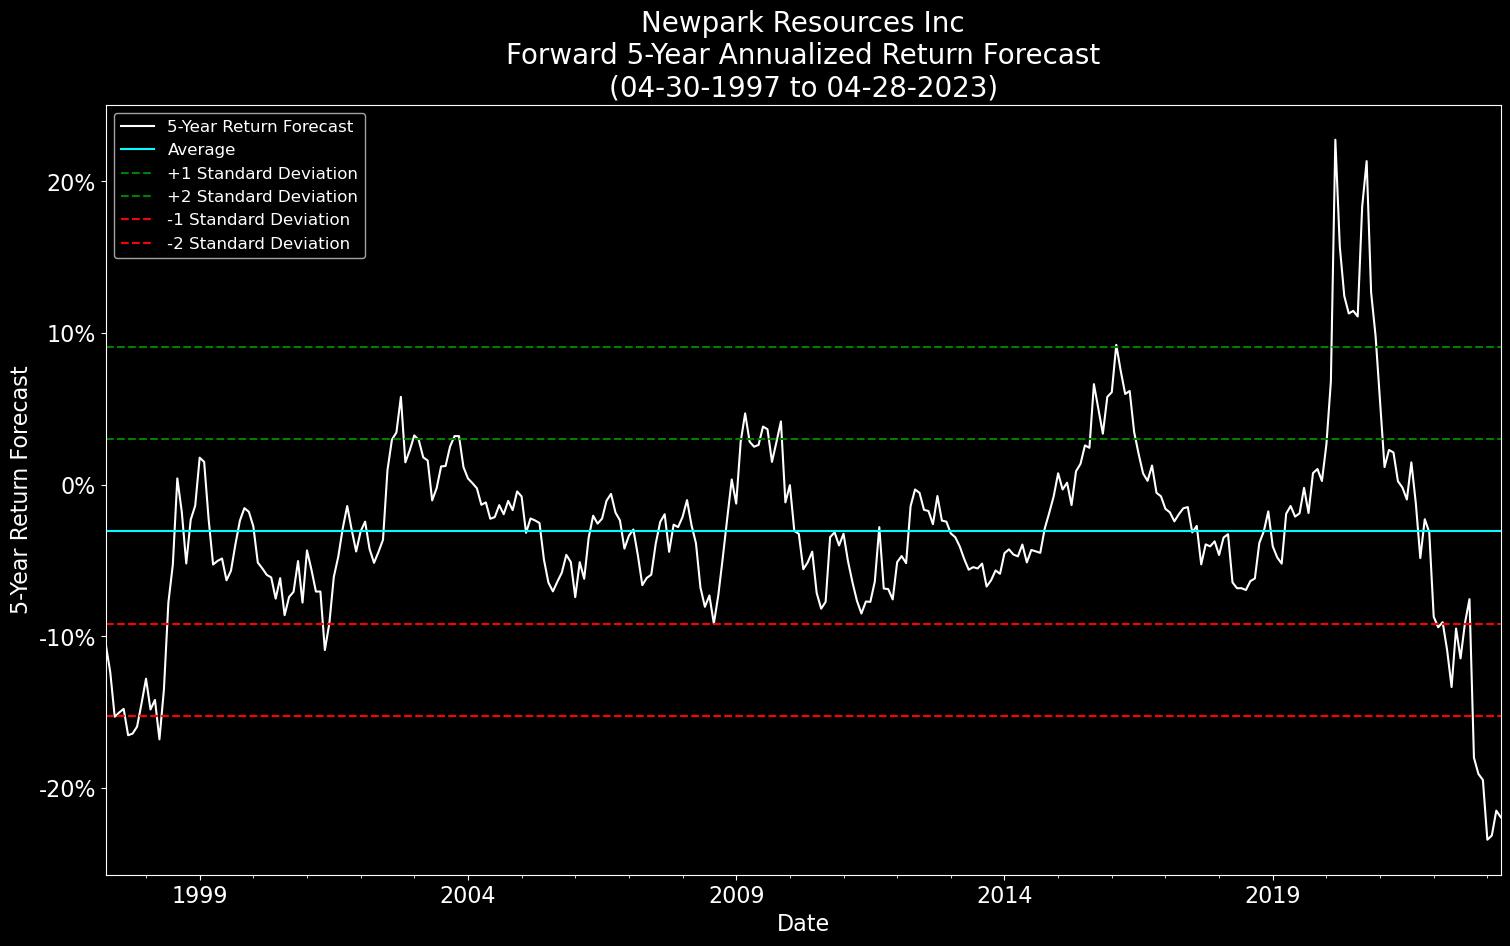 Newpark Resources Inc
Forward 5-Year Annualized Return Forecast
(04-30-1997 to 04-28-2023)
5-Year Return Forecast
Average
+1 Standard Deviation
+2 Standard Deviation
-1 Standard Deviation
-2 Standard Deviation
20%
10%
0%
-10%
-20%
5-Year Return Forecast
1999 2004 2009 2014 2019
Date